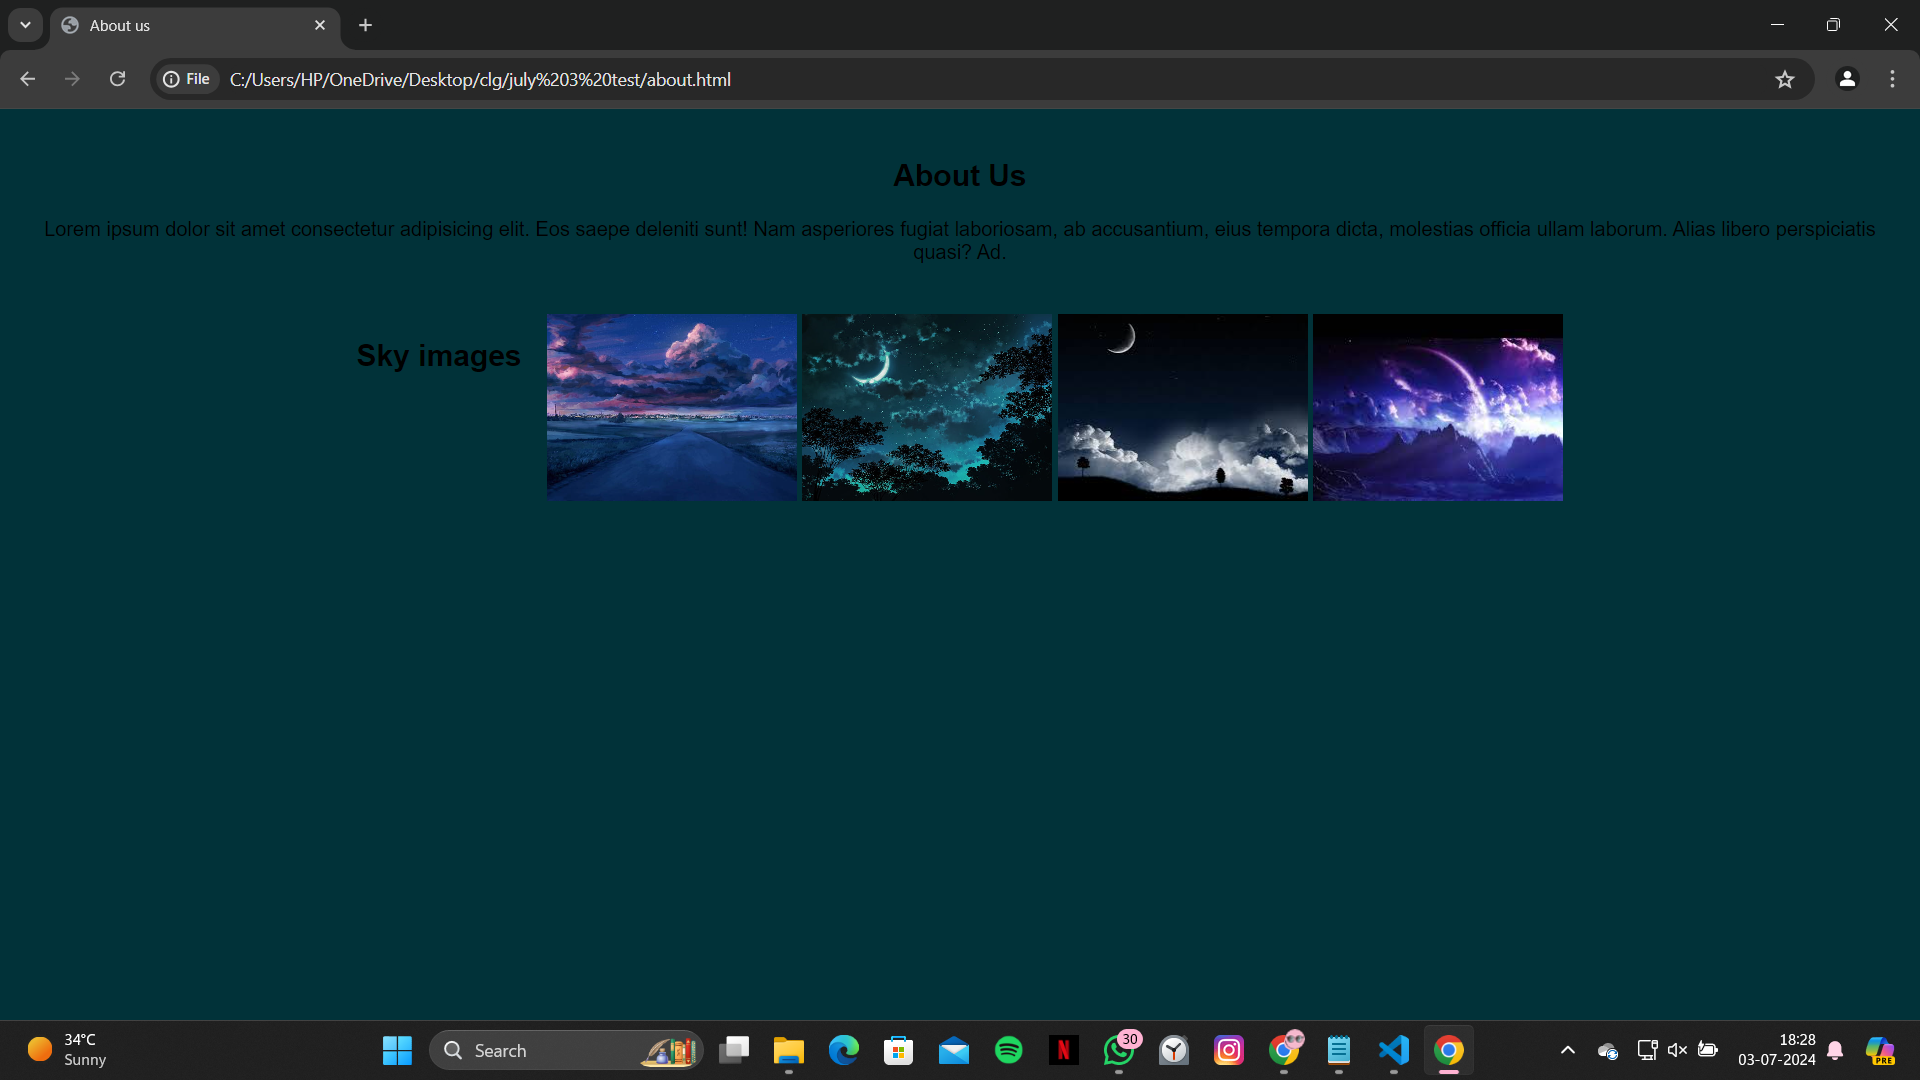 About us
File
C:/Users/HP/OneDrive/Desktop/clg/july%203%20test/about.html
About Us
Lorem ipsum dolor sit amet consectetur adipisicing elit. Eos saepe deleniti sunt! Nam asperiores fugiat laboriosam, ab accusantium, eius tempora dicta, molestias officia ullam laborum. Alias libero perspiciatis
quasi? Ad.
Sky images
34°C
Sunny
Search
N
30
18:28
03-07-2024
PRE